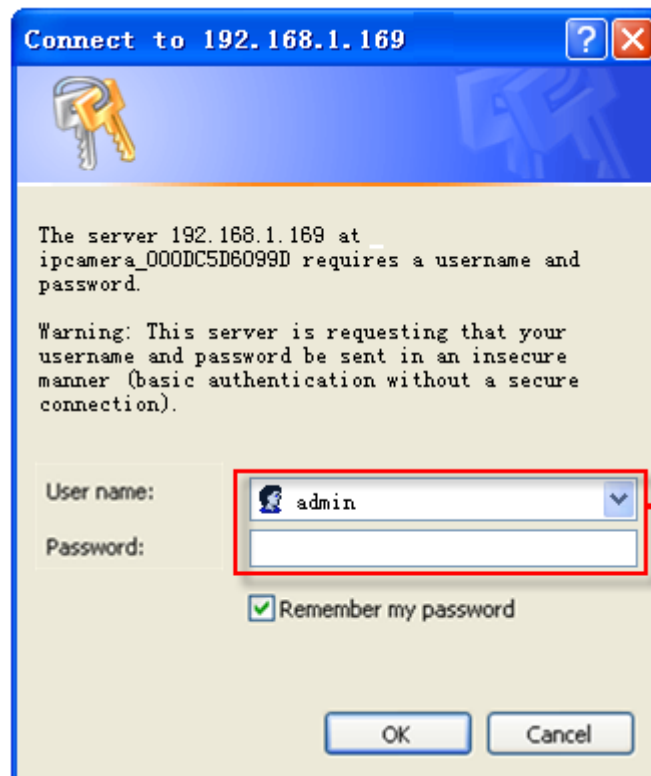 Connect to 192.168.1.169
The server 192.168.1.169 at
ipcamera_000DC5D6099D requires a username and
password.
Warning: This server is requesting that your
username and password be sent in an insecure
manner (basic authentication without a secure
connection).
User name:
admin
Password:
Remember my password
OK
Cancel